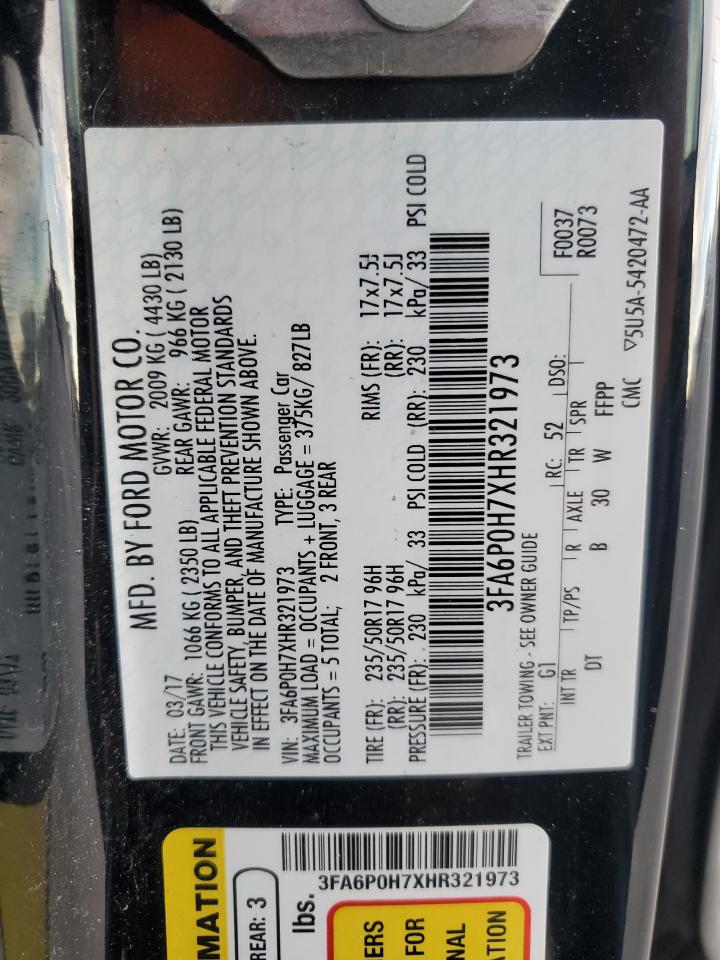 MFD. BY FORD MOTOR CO.
DATE: 03/17 GVWR: 2009 KG ( 4430 LB)
FRONT GAWR: 1066 KG ( 2350 LB) REAR GAWR: 966 KG ( 2130 LB)
THIS VEHICLE CONFORMS TO ALL APPLICABLE FEDERAL MOTOR
VEHICLE SAFETY, BUMPER, AND THEFT PREVENTION STANDARDS
IN EFFECT ON THE DATE OF MANUFACTURE SHOWN ABOVE.
VIN: 3FA6P0H7XHR321973 TYPE: Passenger Car
MAXIMUM LOAD = OCCUPANTS + LUGGAGE = 375KG/ 827LB
OCCUPANTS = 5 TOTAL; 2 FRONT, 3 REAR
TIRE (FR): 235/50R17 96H RIMS (FR): 17x7.5J
(RR): 235/50R17 96H (RR): 17x7.5J
PRESSURE (FR): 230 kPa/ 33 PSI COLD (RR): 230 kPa/ 33 PSI COLD
3FA6P0H7XHR321973
TRAILER TOWING - SEE OWNER GUIDE
EXT PNT: G1 RC: 52 DSO: F0037
R0073
INT TR TP/PS R AXLE TR SPR
DT B 30 W FFPP
CMC ▽5U5A-5420472-AA
MATION
REAR: 3
lbs.
3FA6P0H7XHR321973
ERS
FOR
NAL
TION